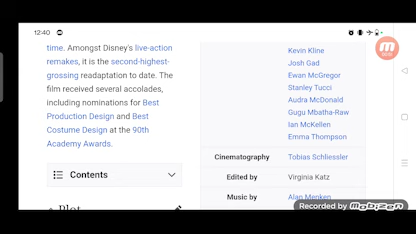 12:40
time. Amongst Disney's live-action
remakes, it is the second-highest-
grossing readaptation to date. The
film received several accolades,
including nominations for Best
Production Design and Best
Costume Design at the 90th
Academy Awards.
Contents
Plot
Kevin Kline
Josh Gad
Ewan McGregor
Stanley Tucci
Audra McDonald
Gugu Mbatha-Raw
Ian McKellen
Emma Thompson
Cinematography Tobias Schliessler
Edited by Virginia Katz
Music by Alan Menken
Recorded by Mobizen